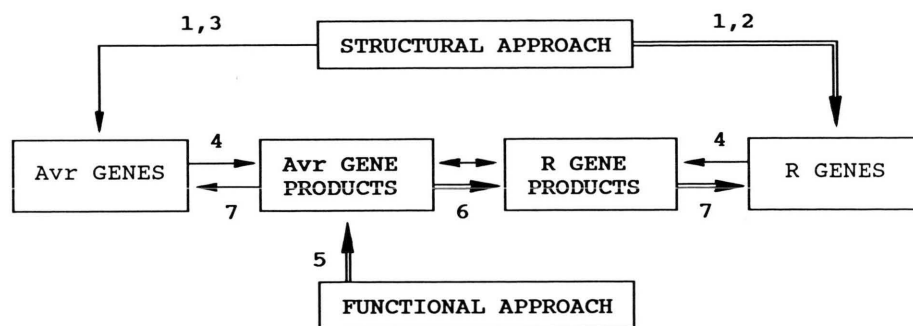 1,3
1,2
STRUCTURAL APPROACH
4
4
Avr GENES
Avr GENE
PRODUCTS
R GENE
PRODUCTS
R GENES
7
6
7
5
FUNCTIONAL APPROACH